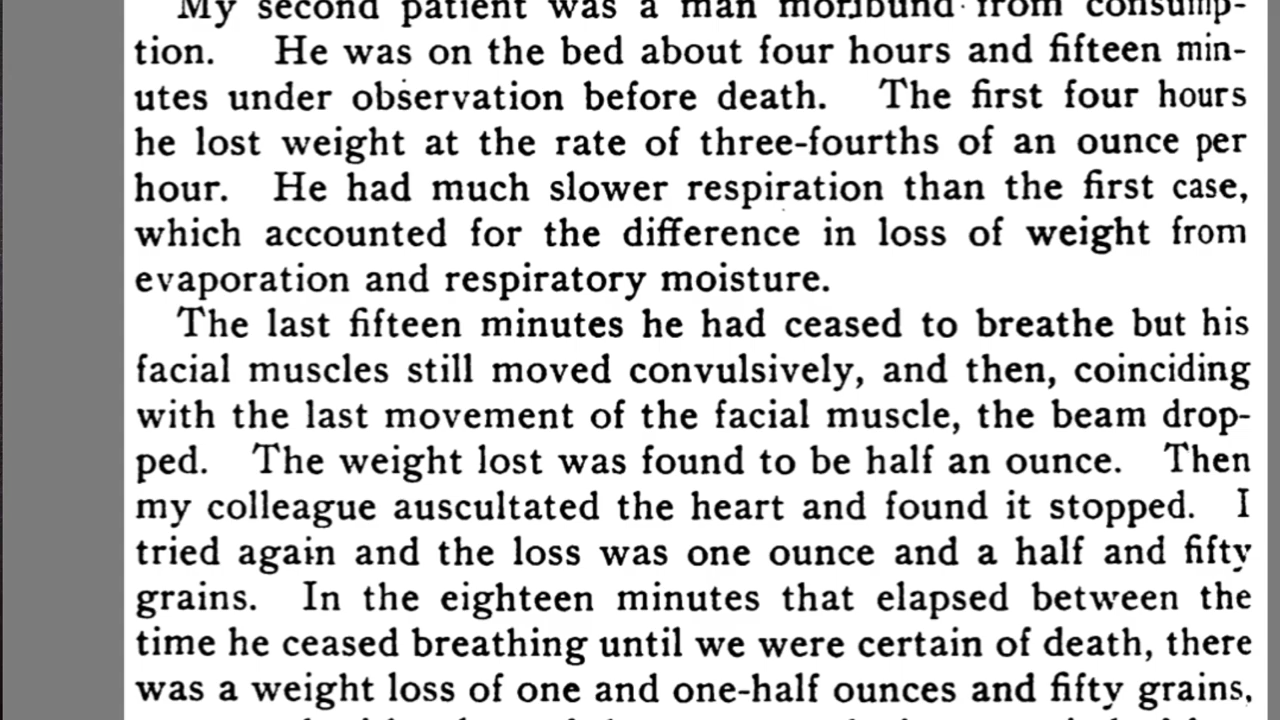 My second patient was a man moribund from consump-
tion. He was on the bed about four hours and fifteen min-
utes under observation before death. The first four hours
he lost weight at the rate of three-fourths of an ounce per
hour. He had much slower respiration than the first case,
which accounted for the difference in loss of weight from
evaporation and respiratory moisture.
The last fifteen minutes he had ceased to breathe but his
facial muscles still moved convulsively, and then, coinciding
with the last movement of the facial muscle, the beam drop-
ped. The weight lost was found to be half an ounce. Then
my colleague auscultated the heart and found it stopped. I
tried again and the loss was one ounce and a half and fifty
grains. In the eighteen minutes that elapsed between the
time he ceased breathing until we were certain of death, there
was a weight loss of one and one-half ounces and fifty grains,